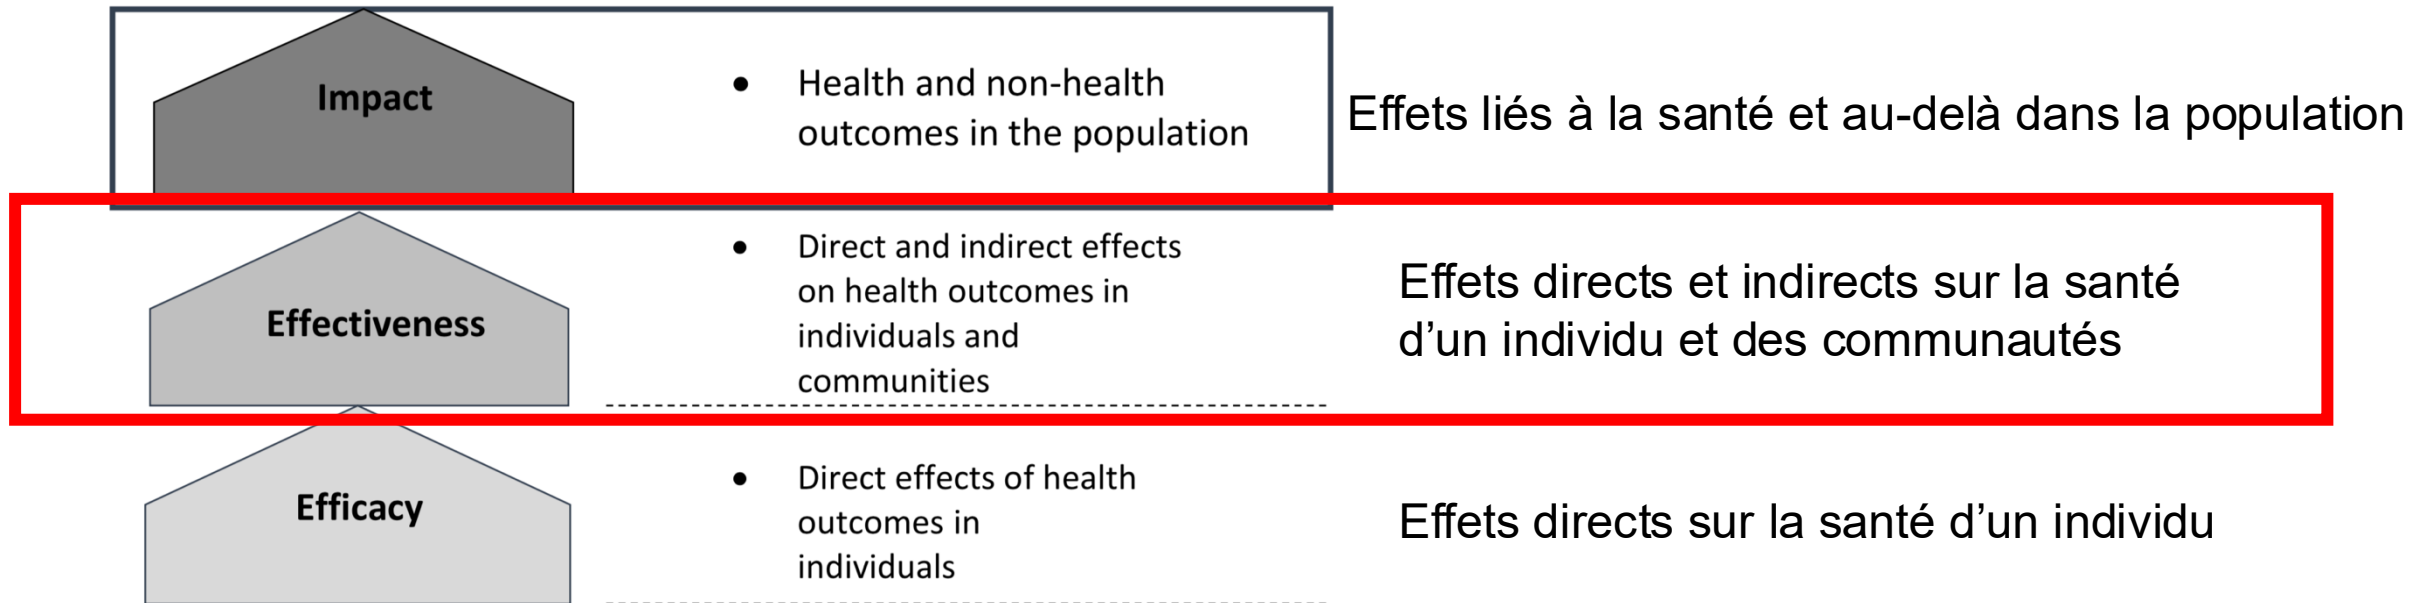 Impact
• Health and non-health
outcomes in the population
Effets liés à la santé et au-delà dans la population
Effectiveness
• Direct and indirect effects
on health outcomes in
individuals and
communities
Effets directs et indirects sur la santé
d’un individu et des communautés
Efficacy
• Direct effects of health
outcomes in
individuals
Effets directs sur la santé d’un individu